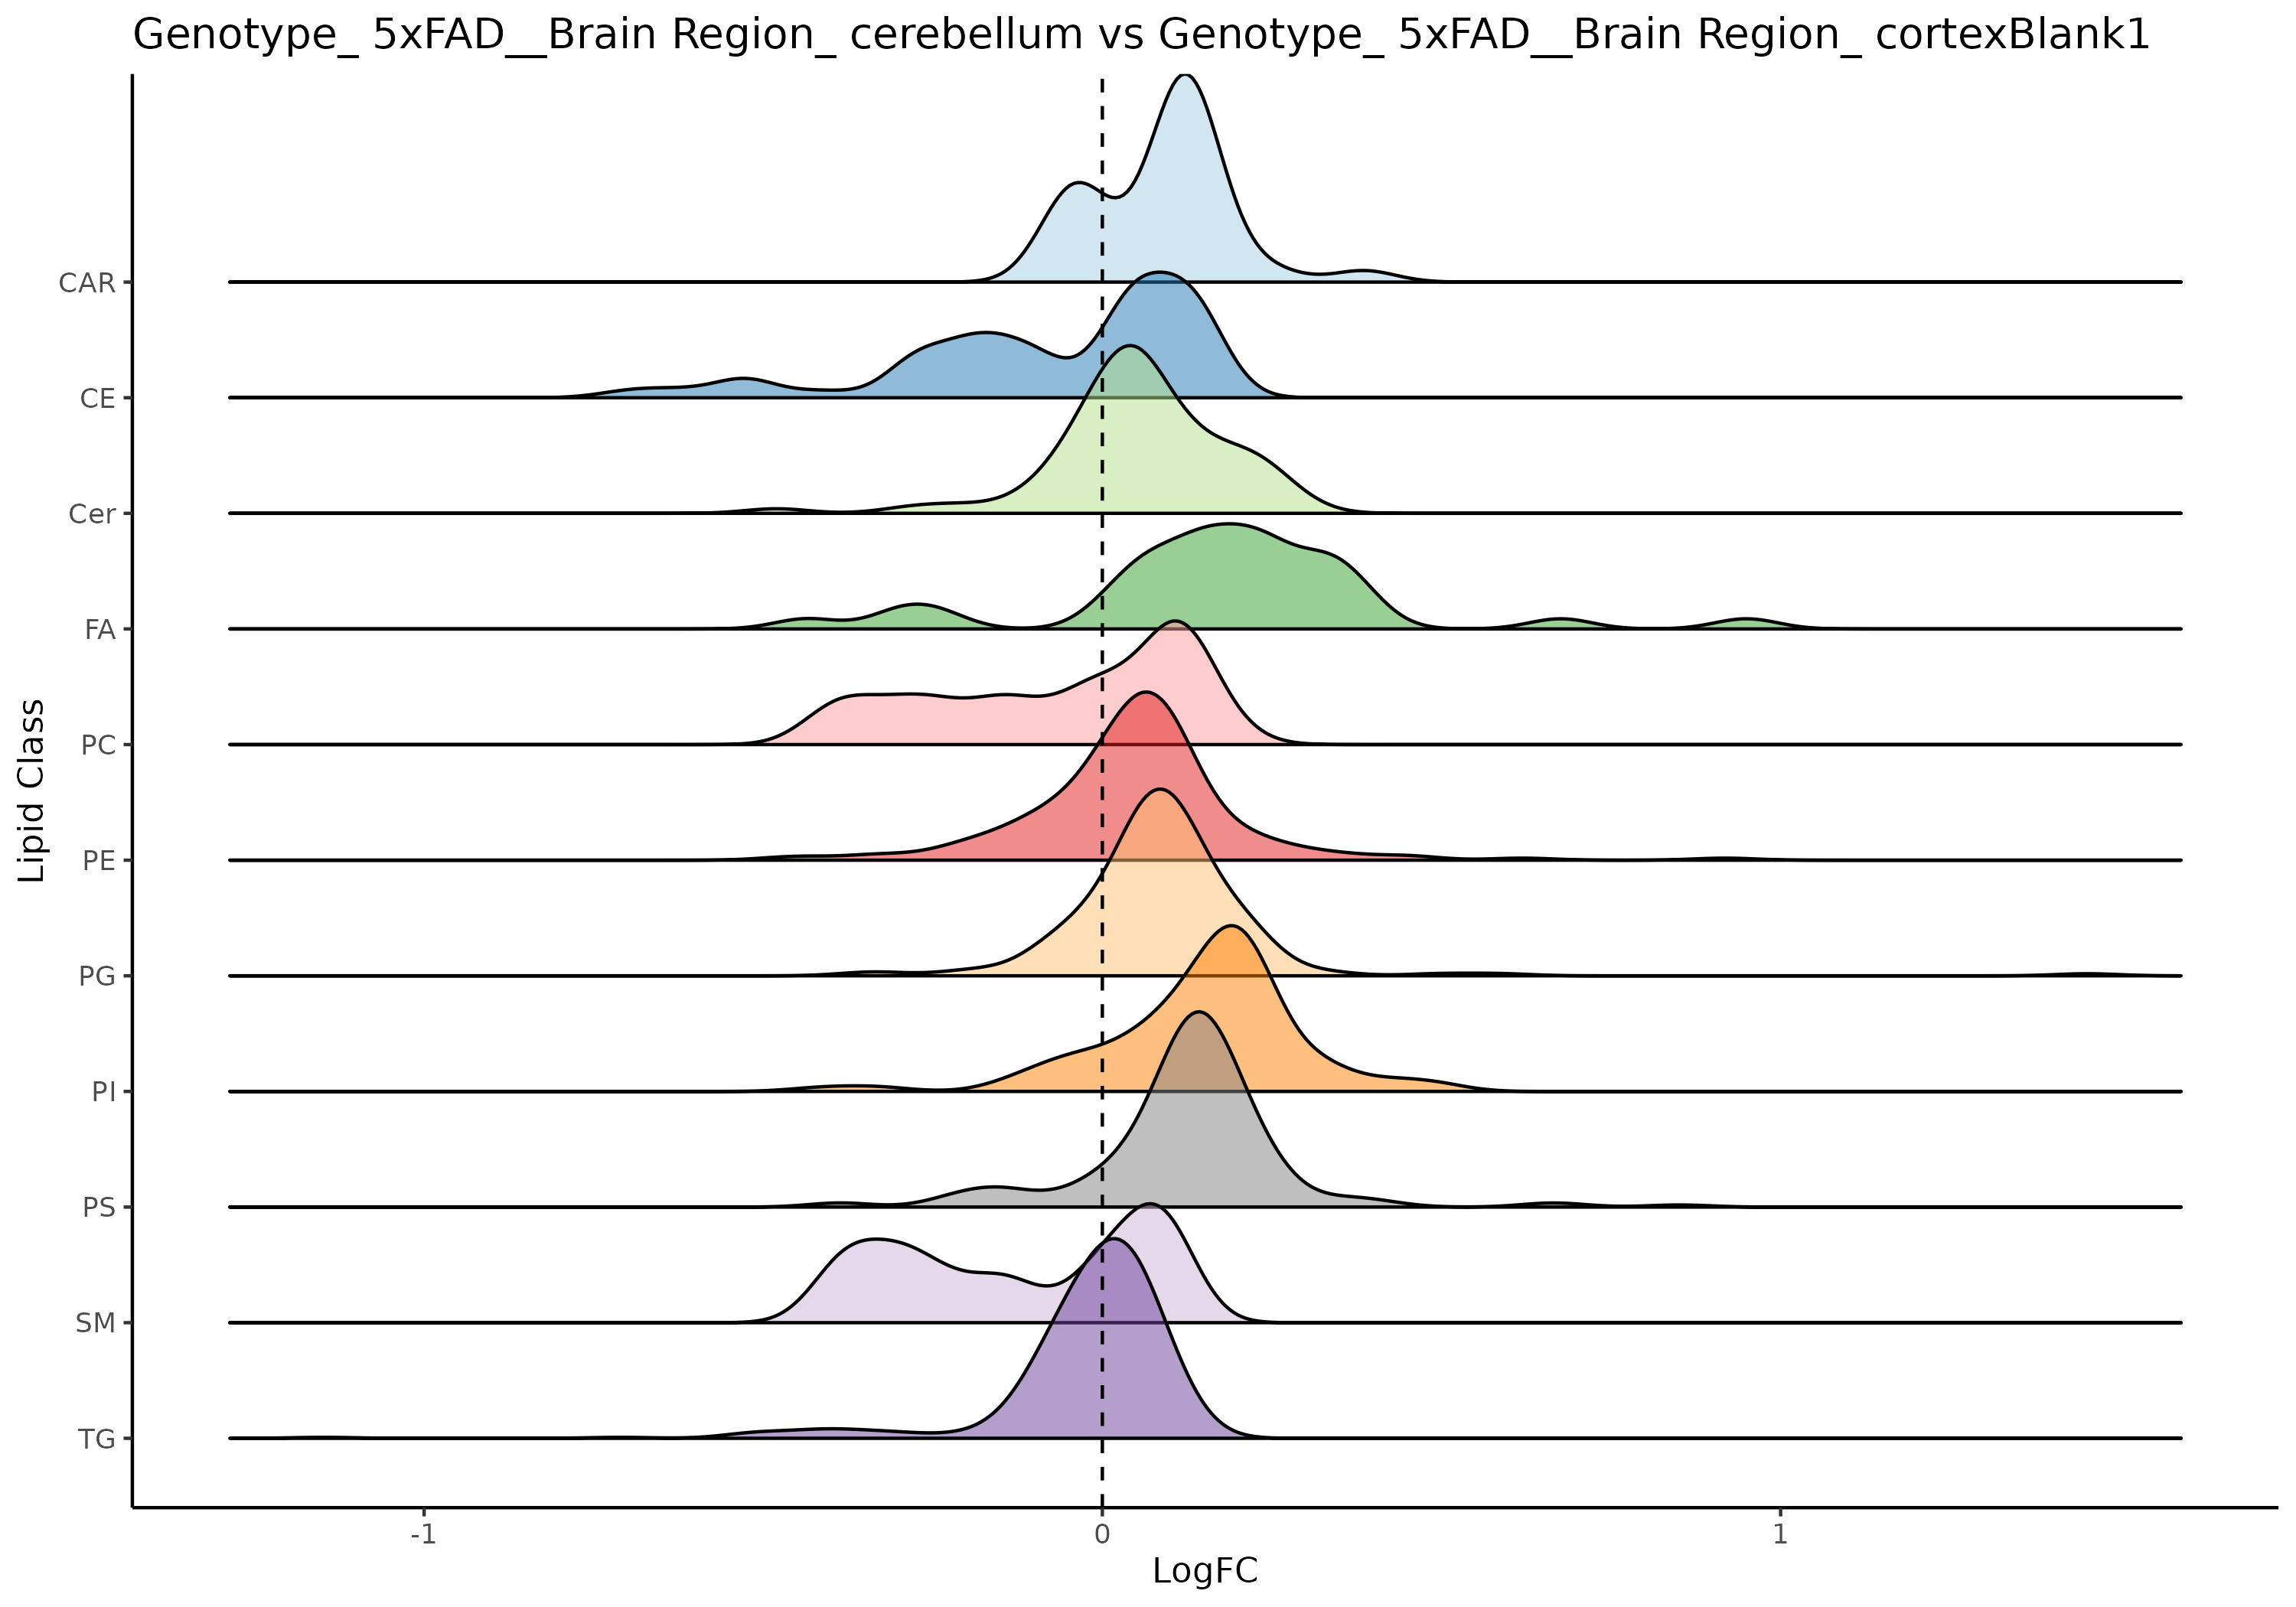 Genotype_ 5xFAD__Brain Region_ cerebellum vs Genotype_ 5xFAD__Brain Region_ cortexBlank1
CAR
CE
Cer
FA
PC
PE
PG
PI
PS
SM
TG
Lipid Class
-1 0 1
LogFC